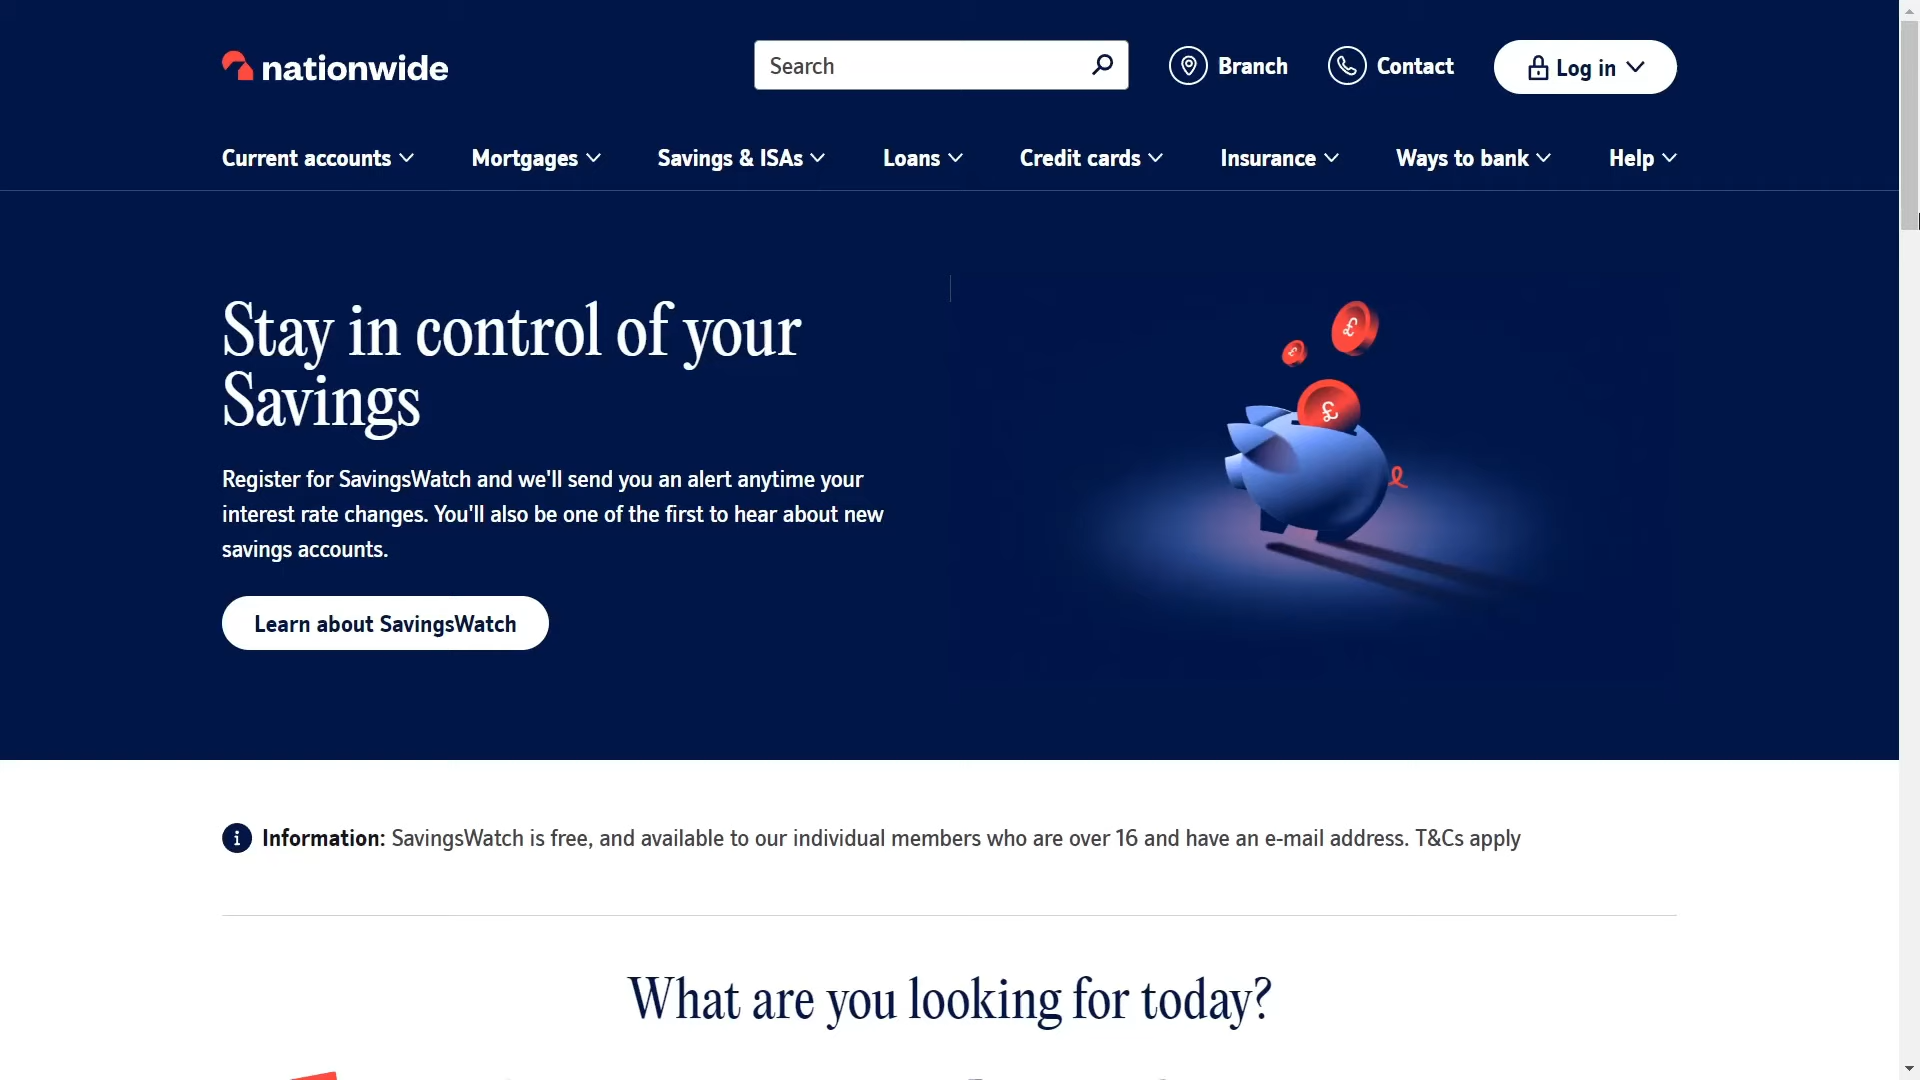 nationwide
Search
Branch
Contact
Log in
Current accounts
Mortgages
Savings & ISAs
Loans
Credit cards
Insurance
Ways to bank
Help
Stay in control of your
Savings
£
£
£
Register for SavingsWatch and we'll send you an alert anytime your
interest rate changes. You'll also be one of the first to hear about new
savings accounts.
Learn about SavingsWatch
Information: SavingsWatch is free, and available to our individual members who are over 16 and have an e-mail address. T&Cs apply
What are you looking for today?